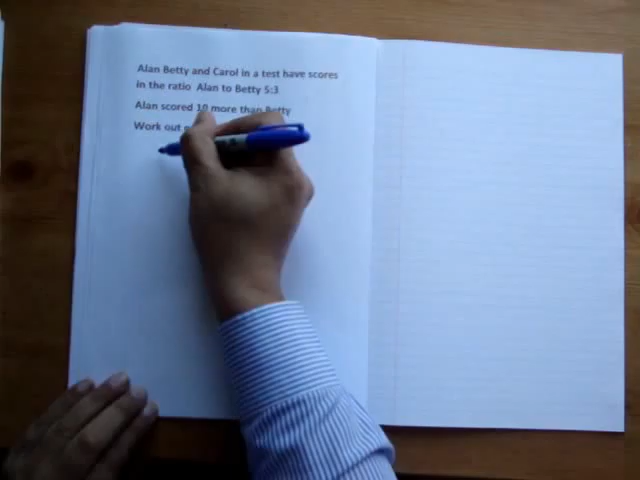 Alan Betty and Carol in a test have scores
in the ratio Alan to Betty 5:3
Alan scored 10 more than Betty
Work out